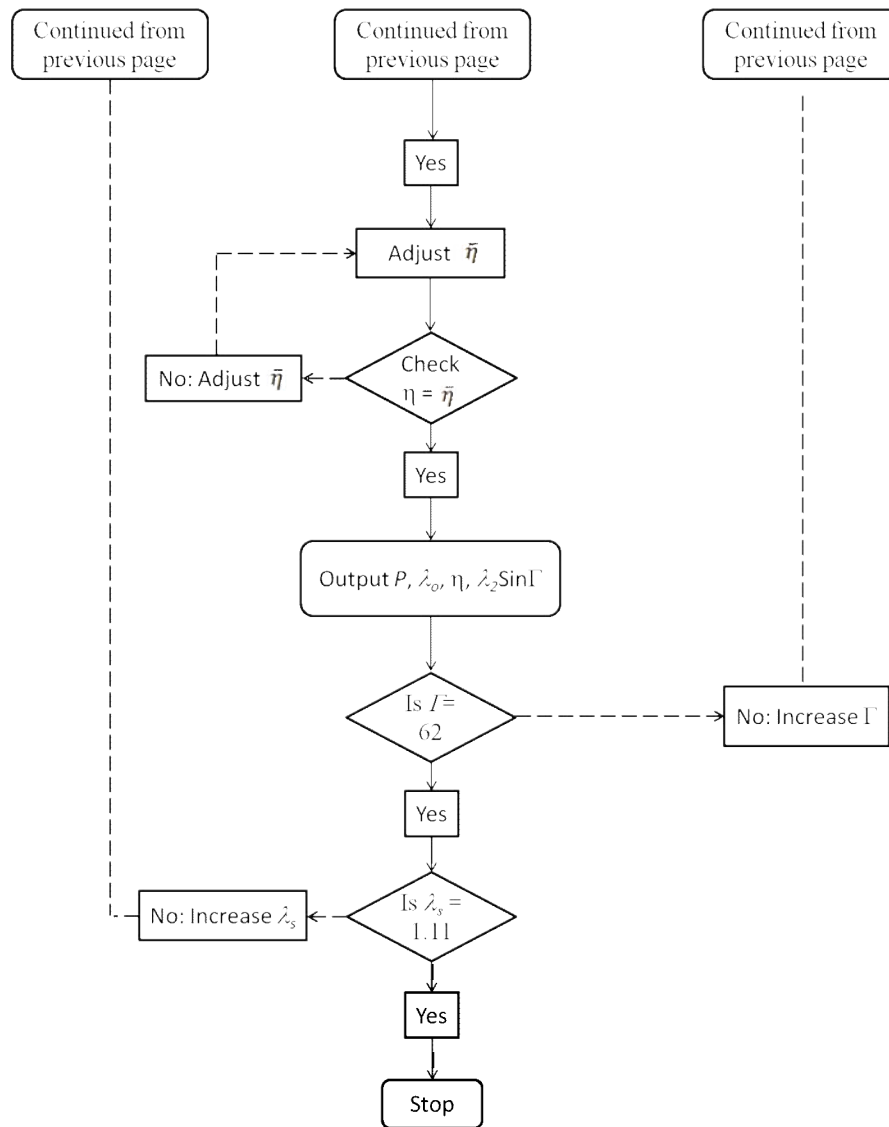 Continued from
previous page
Continued from
previous page
Continued from
previous page
Yes
Adjust η̄
Check
η = η̄
No: Adjust η̄
Yes
Output P, λₒ, η, λ₂SinΓ
Is Γ=
62
No: Increase Γ
Yes
Is λₛ =
1.11
No: Increase λₛ
Yes
Stop